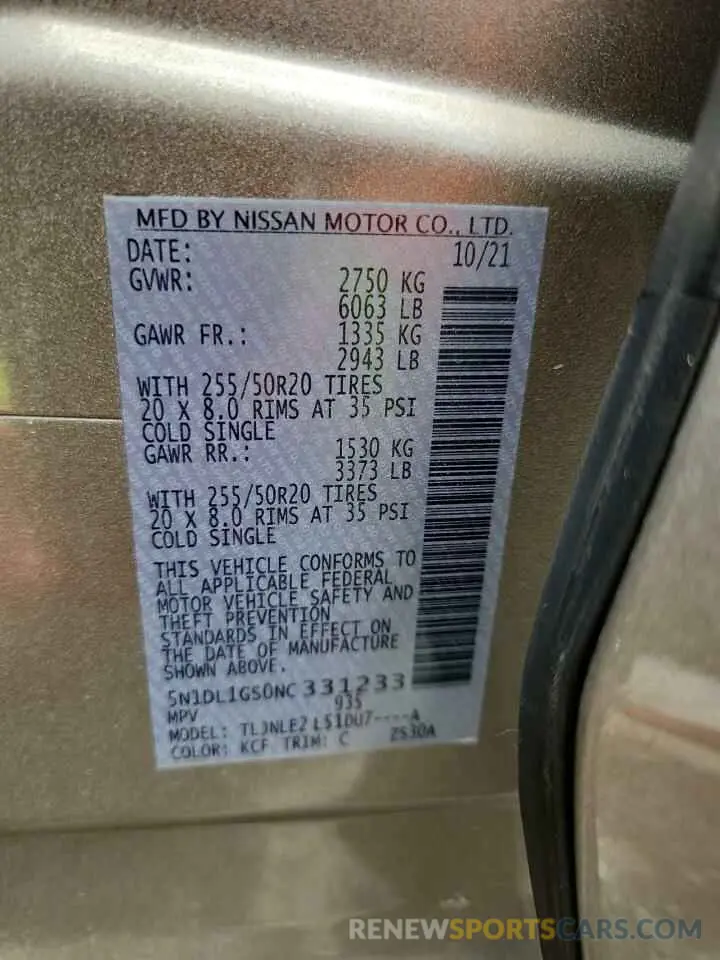 MFD BY NISSAN MOTOR CO., LTD.
DATE: 10/21
GVWR: 2750 KG
6063 LB
GAWR FR.: 1335 KG
2943 LB
WITH 255/50R20 TIRES
20 X 8.0 RIMS AT 35 PSI
COLD SINGLE
GAWR RR.: 1530 KG
3373 LB
WITH 255/50R20 TIRES
20 X 8.0 RIMS AT 35 PSI
COLD SINGLE
THIS VEHICLE CONFORMS TO
ALL APPLICABLE FEDERAL
MOTOR VEHICLE SAFETY AND
THEFT PREVENTION
STANDARDS IN EFFECT ON
THE DATE OF MANUFACTURE
SHOWN ABOVE.
5N1DL1GS0NC331233
MPV 935
MODEL:
COLOR: KCF TRIM: C 2S30A
RENEWSPORTSCARS.COM